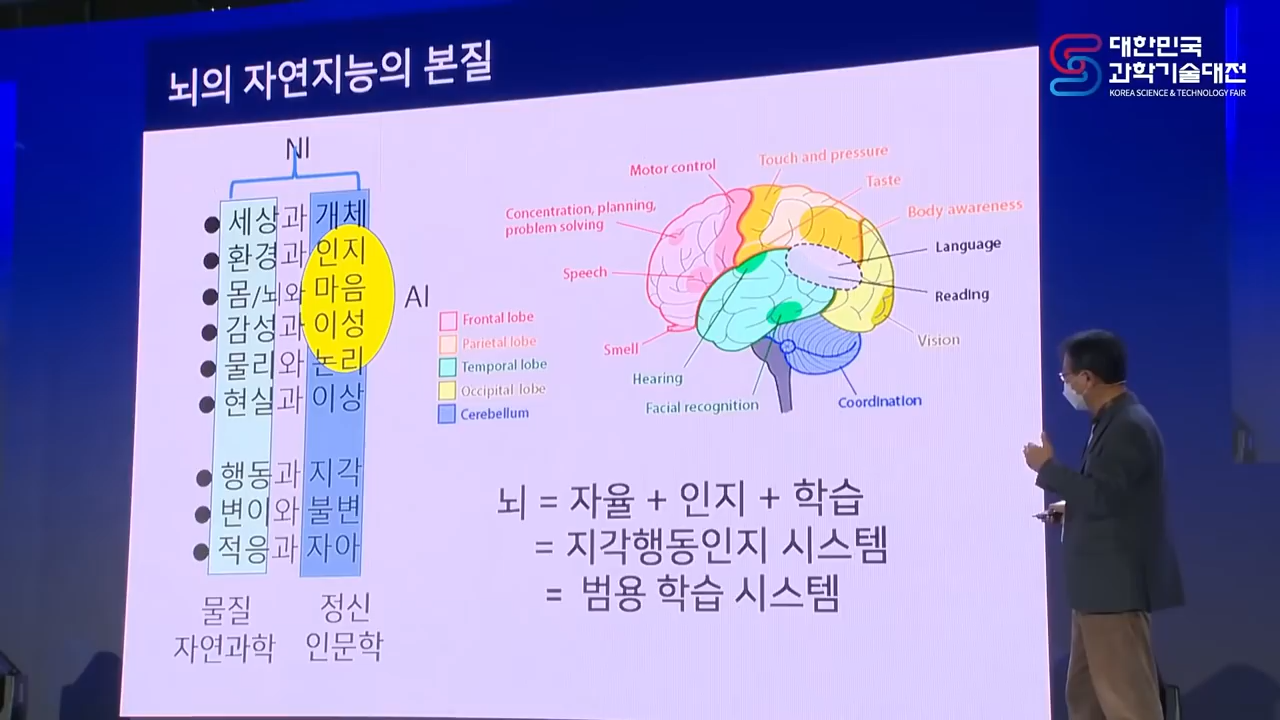 뇌의 자연지능의 본질
대한민국
과학기술대전
KOREA SCIENCE & TECHNOLOGY FAIR
NI
세상과 개체
환경과 인지
몸/뇌와 마음
감성과 이성
물리와 논리
현실과 이상
행동과 지각
변이와 불변
적응과 자아
물질 정신
자연과학 인문학
AI
Motor control
Touch and pressure
Taste
Body awareness
Concentration, planning,
problem solving
Language
Speech
Reading
Frontal lobe
Parietal lobe
Temporal lobe
Occipital lobe
Cerebellum
Smell
Vision
Hearing
Facial recognition
Coordination
뇌 = 자율 + 인지 + 학습
= 지각행동인지 시스템
= 범용 학습 시스템